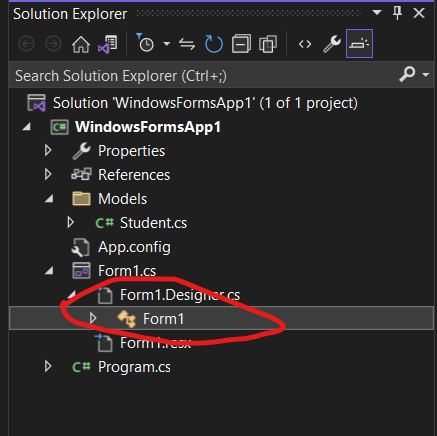 Solution Explorer
Search Solution Explorer (Ctrl+;)
Solution 'WindowsFormsApp1' (1 of 1 project)
C# WindowsFormsApp1
Properties
References
Models
C# Student.cs
App.config
Form1.cs
Form1.Designer.cs
Form1
Form1.resx
C# Program.cs